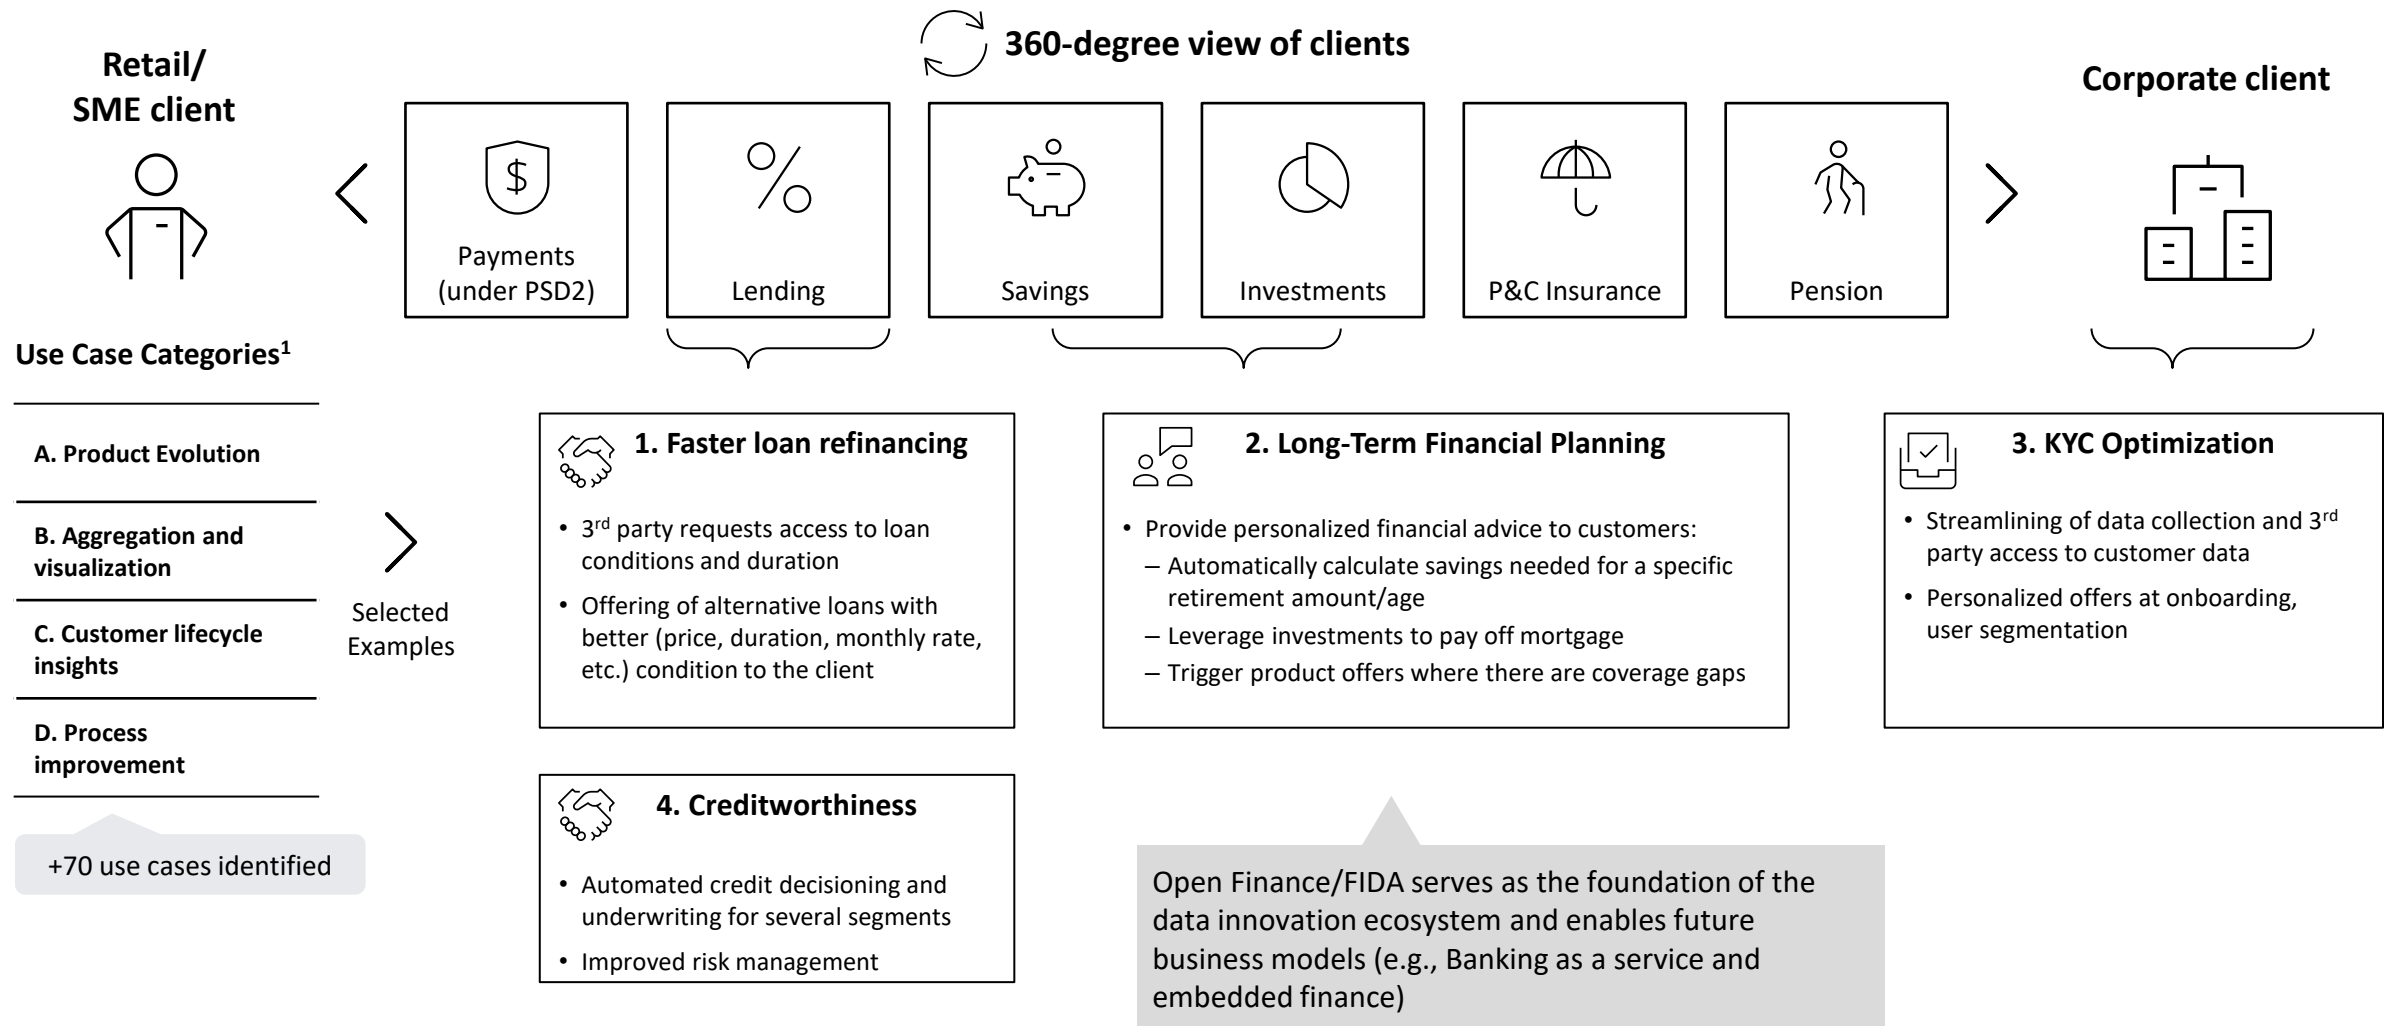 360-degree view of clients
Retail/
SME client
Corporate client
$
Payments
(under PSD2)
Lending
Savings
Investments
P&C Insurance
Pension
Use Case Categories¹
A. Product Evolution
B. Aggregation and
visualization
C. Customer lifecycle
insights
D. Process
improvement
+70 use cases identified
Selected
Examples
1. Faster loan refinancing
• 3rd party requests access to loan
conditions and duration
• Offering of alternative loans with
better (price, duration, monthly rate,
etc.) condition to the client
2. Long-Term Financial Planning
• Provide personalized financial advice to customers:
– Automatically calculate savings needed for a specific
retirement amount/age
– Leverage investments to pay off mortgage
– Trigger product offers where there are coverage gaps
3. KYC Optimization
• Streamlining of data collection and 3rd
party access to customer data
• Personalized offers at onboarding,
user segmentation
4. Creditworthiness
• Automated credit decisioning and
underwriting for several segments
• Improved risk management
Open Finance/FIDA serves as the foundation of the
data innovation ecosystem and enables future
business models (e.g., Banking as a service and
embedded finance)